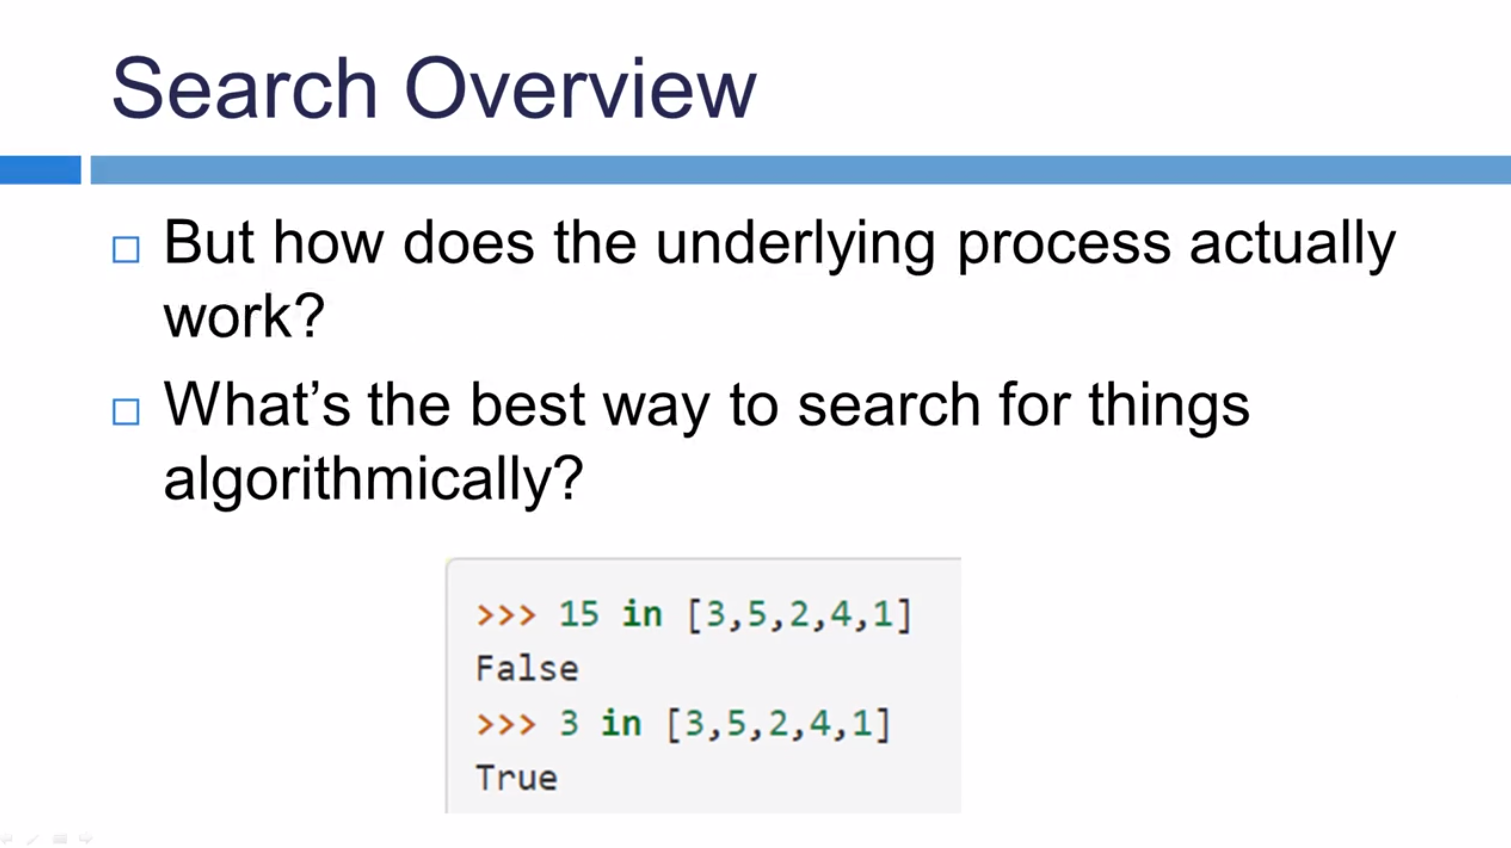 Search Overview
But how does the underlying process actually
work?
What’s the best way to search for things
algorithmically?
>>> 15 in [3,5,2,4,1]
False
>>> 3 in [3,5,2,4,1]
True